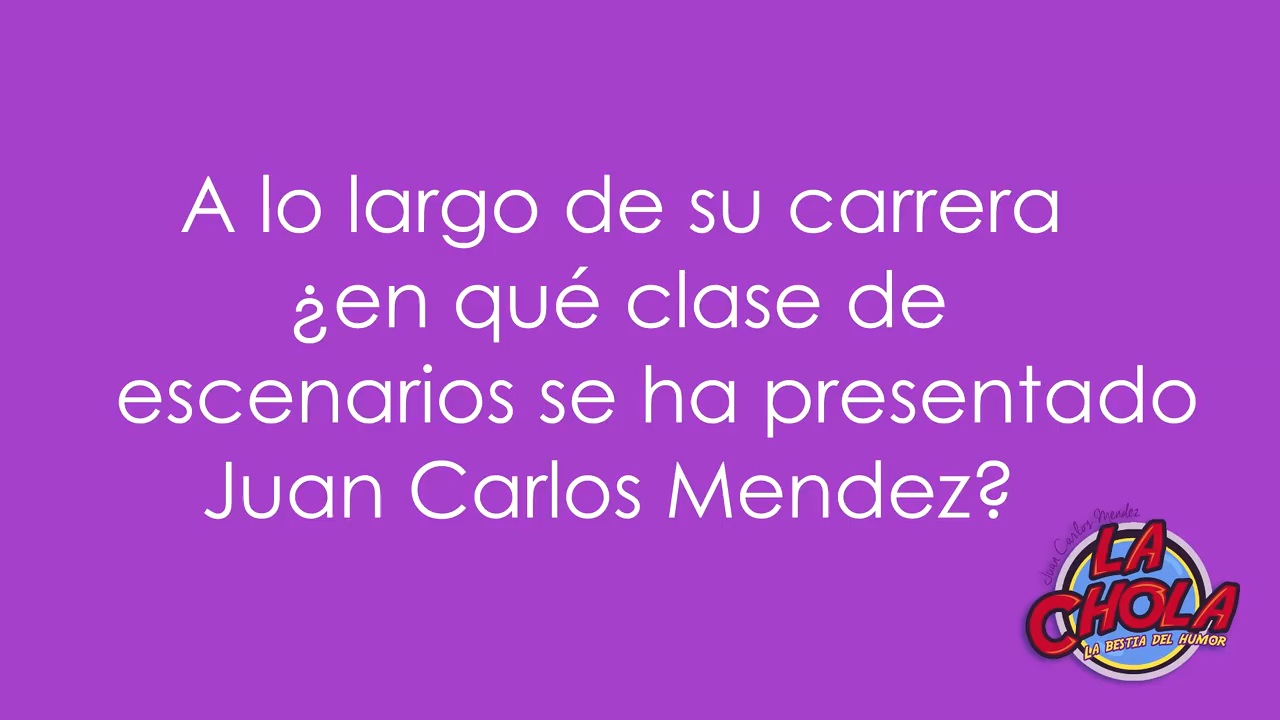 A lo largo de su carrera
¿en qué clase de
escenarios se ha presentado
Juan Carlos Mendez?
Juan Carlos Mendez
LA
CHOLA
LA BESTIA DEL HUMOR